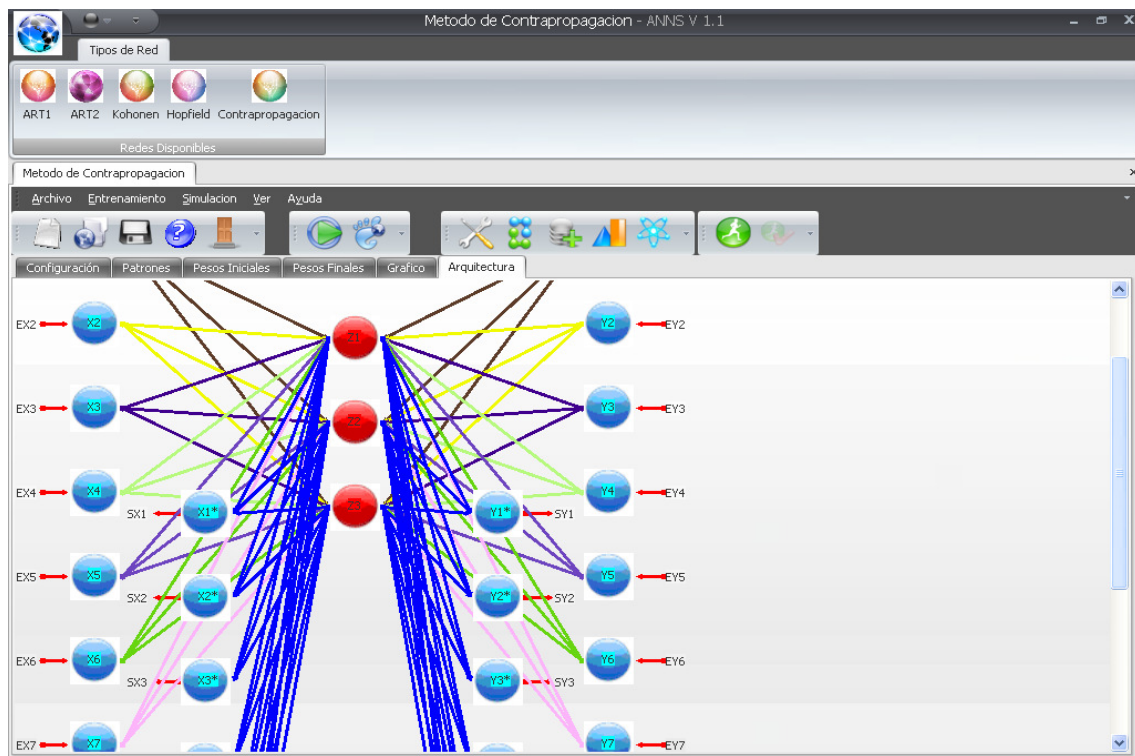 Metodo de Contrapropagacion - ANNS V 1.1
Tipos de Red
ART1 ART2 Kohonen Hopfield Contrapropagacion
Redes Disponibles
Metodo de Contrapropagacion
Archivo Entrenamiento Simulacion Ver Ayuda
Configuración Patrones Pesos Iniciales Pesos Finales Grafico Arquitectura
EX2 X2 Z1 Y2 EY2
EX3 X3 Z2 Y3 EY3
EX4 X4 Z3 Y4 EY4
SX1 X1* Y1* SY1
EX5 X5 Y5 EY5
SX2 X2* Y2* SY2
EX6 X6 Y6 EY6
SX3 X3* Y3* SY3
EX7 X7 Y7 EY7